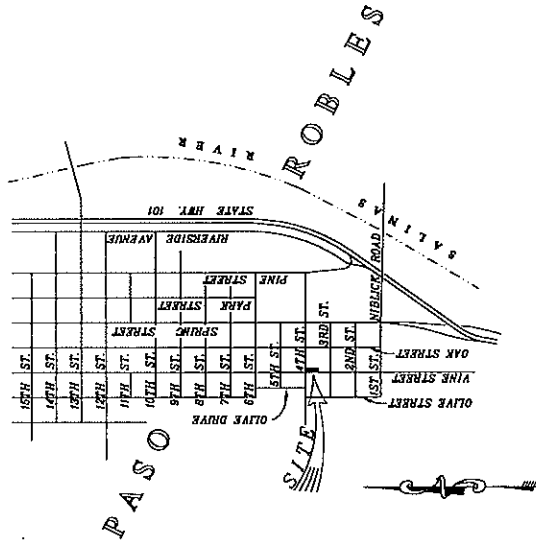 PASO ROBLES
SALINAS RIVER
STATE HWY. 101
RIVERSIDE AVENUE
PINE STREET
PARK STREET
SPRING STREET
NIBLICK ROAD
15TH ST.
14TH ST.
13TH ST.
12TH ST.
11TH ST.
10TH ST.
9TH ST.
8TH ST.
7TH ST.
6TH ST.
5TH ST.
4TH ST.
3RD ST.
2ND ST.
1ST ST.
OAK STREET
VINE STREET
OLIVE STREET
OLIVE DRIVE
SITE